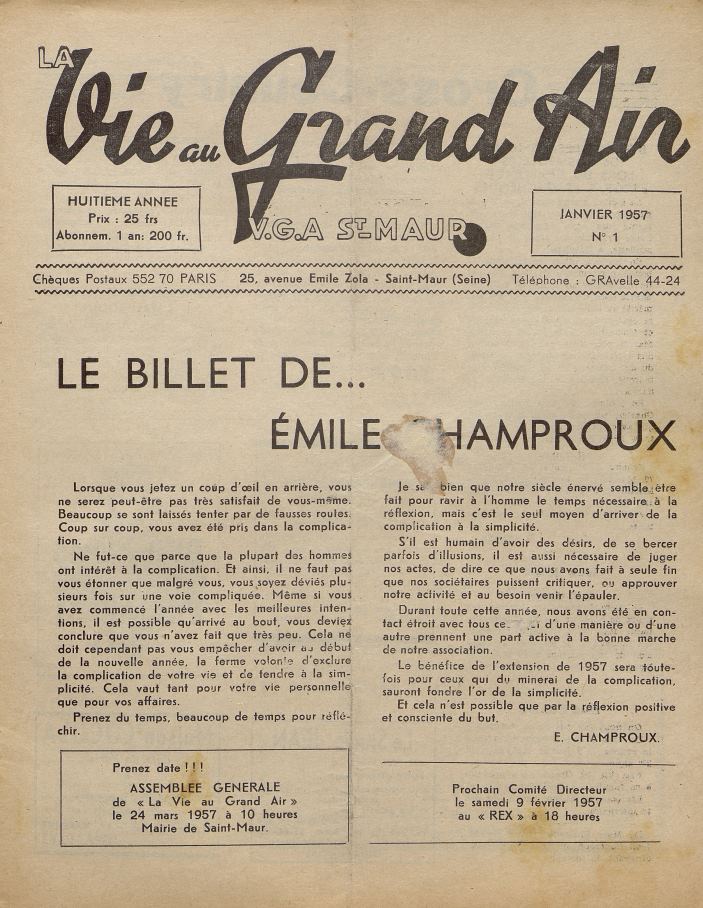 LA
Vie au Grand Air
HUITIEME ANNEE
Prix : 25 frs
Abonnem. 1 an: 200 fr.
V.G.A ST-MAUR
JANVIER 1957
N° 1
Chèques Postaux 552 70 PARIS 25, avenue Emile Zola - Saint-Maur (Seine) Téléphone : GRAvelle 44-24
LE BILLET DE...
ÉMILE HAMPROUX
Lorsque vous jetez un coup d'œil en arrière, vous
ne serez peut-être pas très satisfait de vous-même.
Beaucoup se sont laissés tenter par de fausses routes.
Coup sur coup, vous avez été pris dans la complica-
tion.
Ne fut-ce que parce que la plupart des hommes
ont intérêt à la complication. Et ainsi, il ne faut pas
vous étonner que malgré vous, vous soyez déviés plu-
sieurs fois sur une voie compliquée. Même si vous
avez commencé l'année avec les meilleures inten-
tions, il est possible qu'arrivé au bout, vous deviez
conclure que vous n'avez fait que très peu. Cela ne
doit cependant pas vous empêcher d'avoir au début
de la nouvelle année, la ferme volonté d'exclure
la complication de votre vie et de tendre à la sim-
plicité. Cela vaut tant pour votre vie personnelle
que pour vos affaires.
Prenez du temps, beaucoup de temps pour réflé-
chir.
Prenez date ! ! !
ASSEMBLEE GENERALE
de « La Vie au Grand Air »
le 24 mars 1957 à 10 heures
Mairie de Saint-Maur.
Je sa bien que notre siècle énervé semble être
fait pour ravir à l'homme le temps nécessaire à la
réflexion, mais c'est le seul moyen d'arriver de la
complication à la simplicité.
S'il est humain d'avoir des désirs, de se bercer
parfois d'illusions, il est aussi nécessaire de juger
nos actes, de dire ce que nous avons fait à seule fin
que nos sociétaires puissent critiquer, ou approuver
notre activité et au besoin venir l'épauler.
Durant toute cette année, nous avons été en con-
tact étroit avec tous ce d'une manière ou d'une
autre prennent une part active à la bonne marche
de notre association.
Le bénéfice de l'extension de 1957 sera toute-
fois pour ceux qui du minerai de la complication,
sauront fondre l'or de la simplicité.
Et cela n'est possible que par la réflexion positive
et consciente du but.
E. CHAMPROUX.
Prochain Comité Directeur
le samedi 9 février 1957
au « REX » à 18 heures